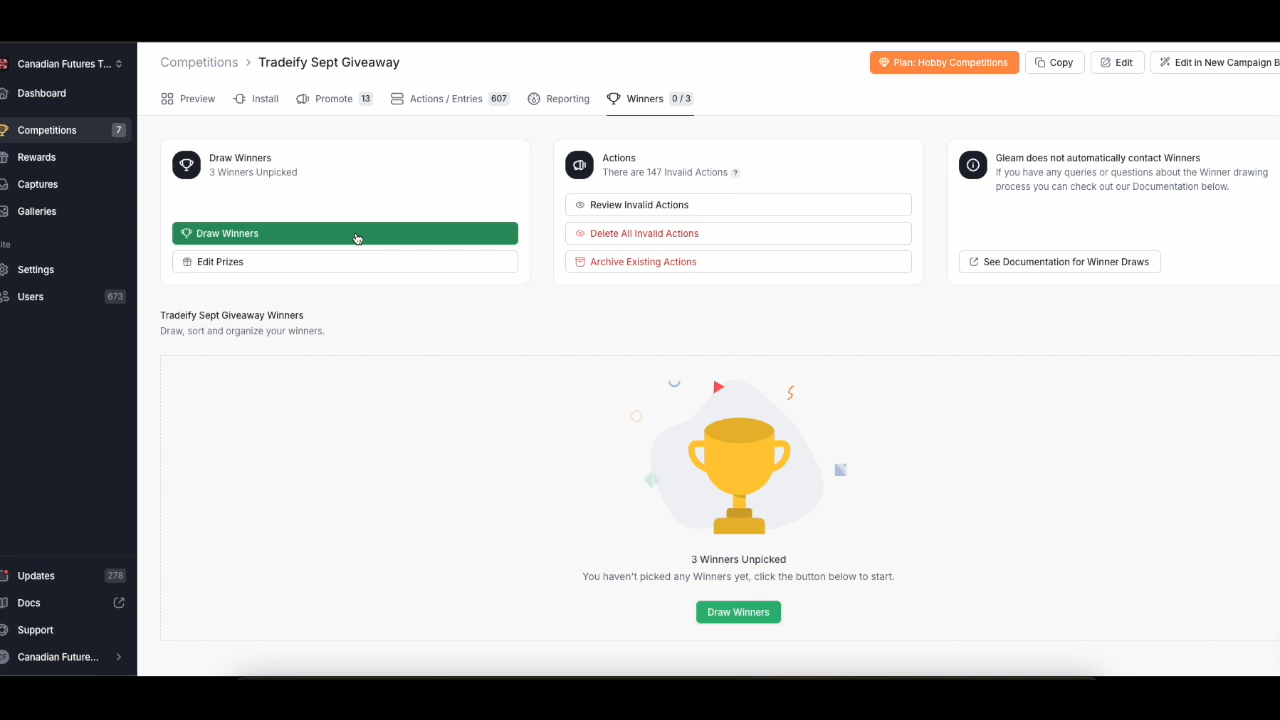 Canadian Futures T...
Dashboard
Competitions 7
Rewards
Captures
Galleries
Settings
Users 673
Updates 278
Docs
Support
Canadian Future...
Competitions > Tradeify Sept Giveaway
Plan: Hobby Competitions
Copy
Edit
Edit in New Campaign B
Preview
Install
Promote 13
Actions / Entries 607
Reporting
Winners 0 / 3
Draw Winners
3 Winners Unpicked
Draw Winners
Edit Prizes
Actions
There are 147 Invalid Actions ?
Review Invalid Actions
Delete All Invalid Actions
Archive Existing Actions
Gleam does not automatically contact Winners
If you have any queries or questions about the Winner drawing
process you can check out our Documentation below.
See Documentation for Winner Draws
Tradeify Sept Giveaway Winners
Draw, sort and organize your winners.
3 Winners Unpicked
You haven't picked any Winners yet, click the button below to start.
Draw Winners